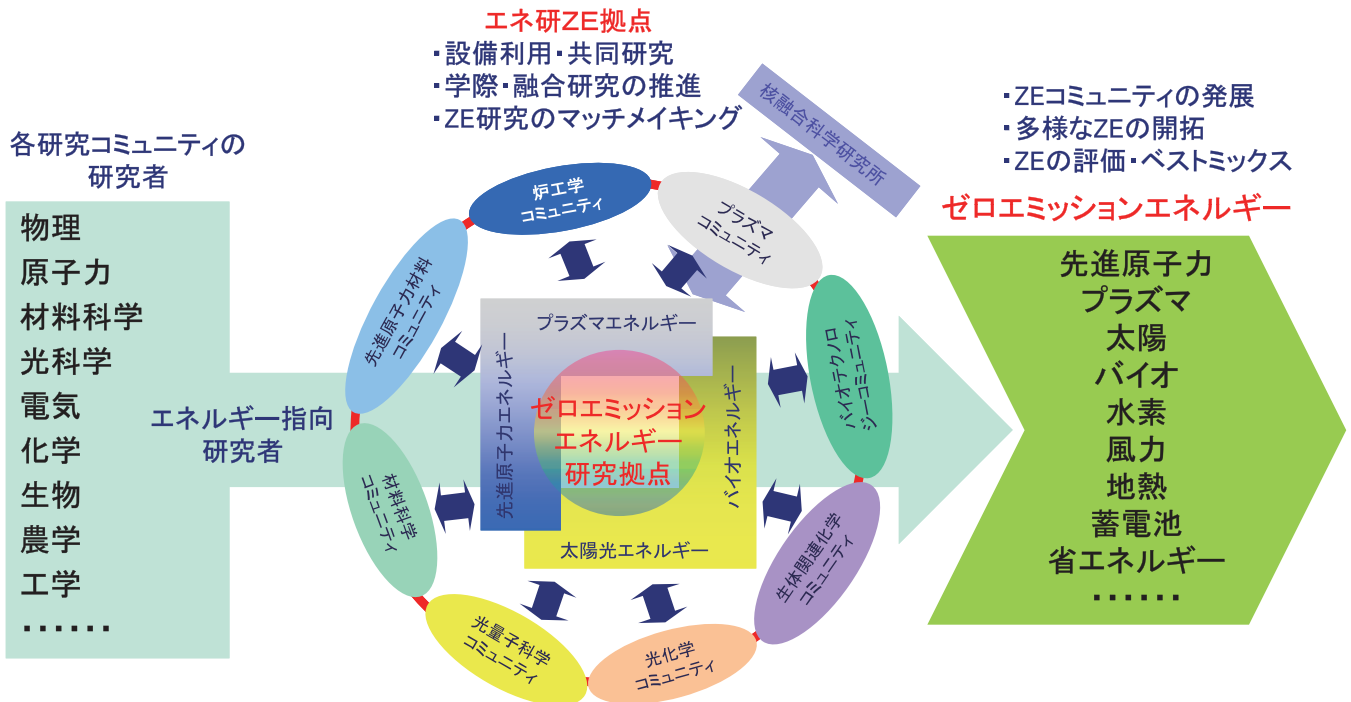 エネ研ZE拠点
・設備利用・共同研究
・学際・融合研究の推進
・ZE研究のマッチメイキング
核融合科学研究所
・ZEコミュニティの発展
・多様なZEの開拓
・ZEの評価・ベストミックス
各研究コミュニティの
研究者
物理
原子力
材料科学
光科学
電気
化学
生物
農学
工学
・・・・・・
エネルギー指向
研究者
炉工学
コミュニティ
プラズマ
コミュニティ
先進原子力材料
コミュニティ
バイオテクノロ
ジーコミュニティ
材料科学
コミュニティ
生体関連化学
コミュニティ
光量子科学
コミュニティ
光化学
コミュニティ
プラズマエネルギー
先進原子力エネルギー
バイオエネルギー
太陽光エネルギー
ゼロエミッション
エネルギー
研究拠点
ゼロエミッションエネルギー
先進原子力
プラズマ
太陽
バイオ
水素
風力
地熱
蓄電池
省エネルギー
・・・・・・